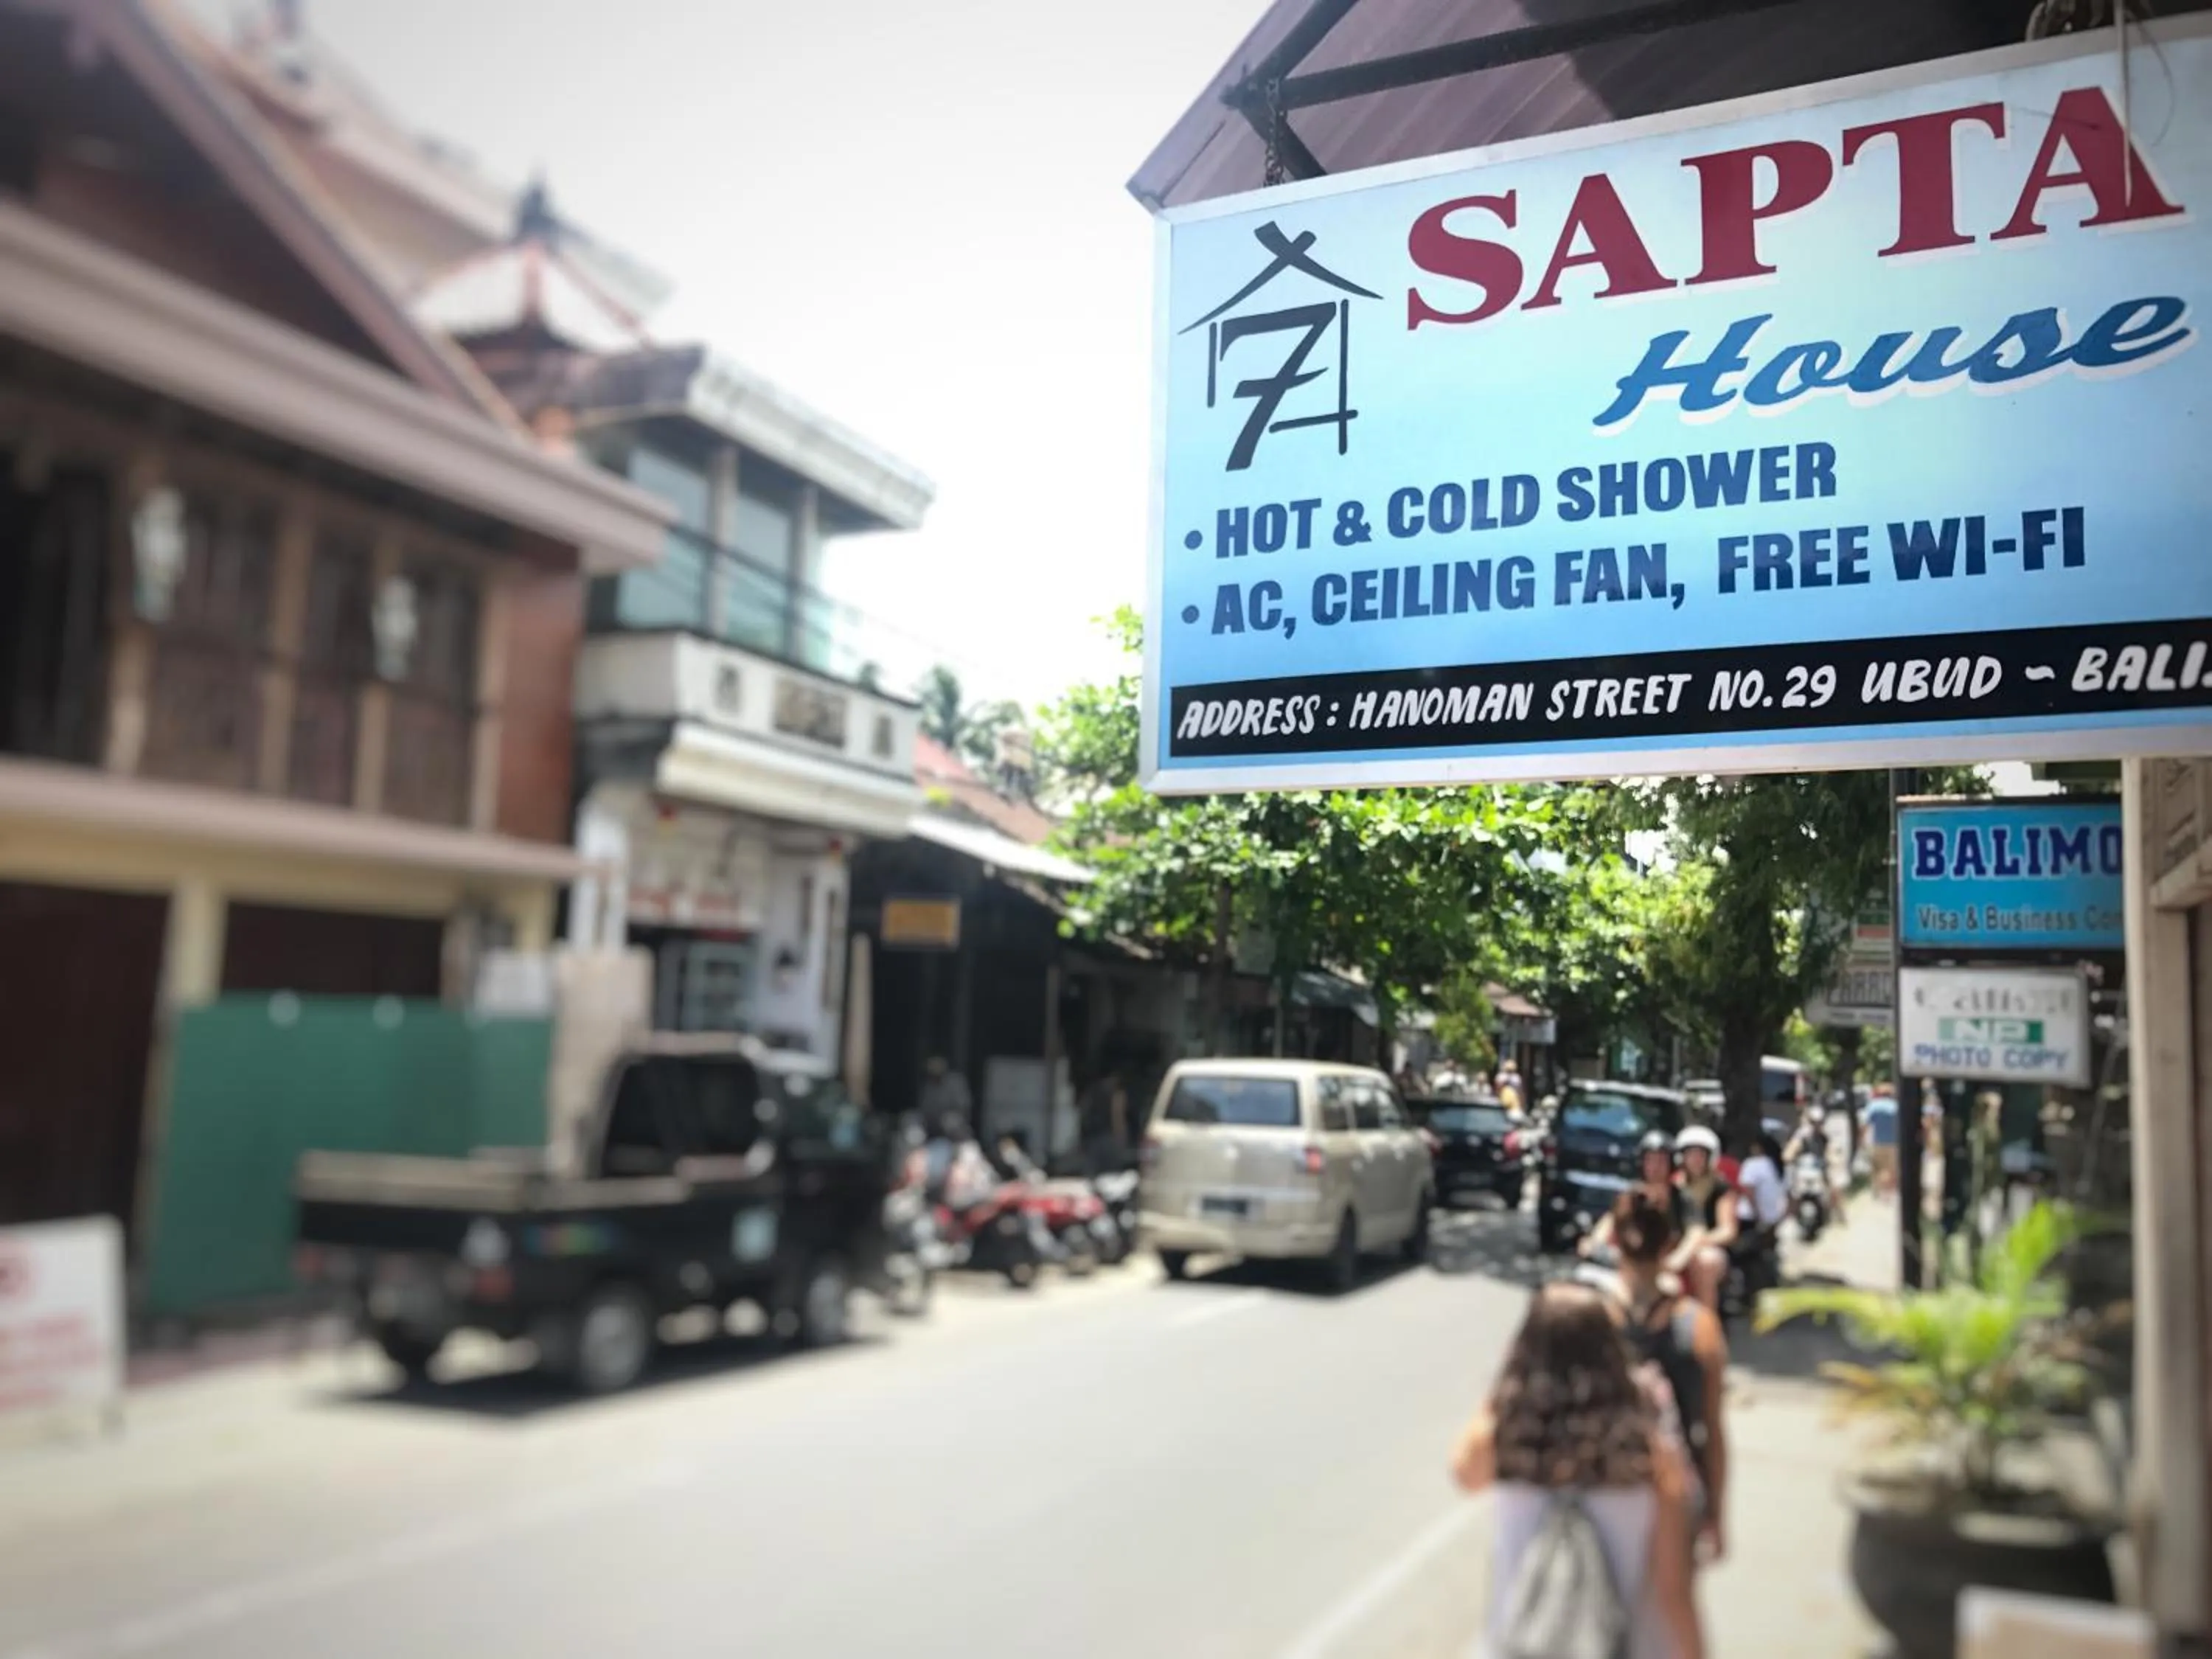 SAPTA
House
7
• HOT & COLD SHOWER
• AC, CEILING FAN, FREE WI-FI
ADDRESS: HANOMAN STREET NO. 29 UBUD ~ BALI.
BALIMO
Visa & Business
NP
PHOTO COPY